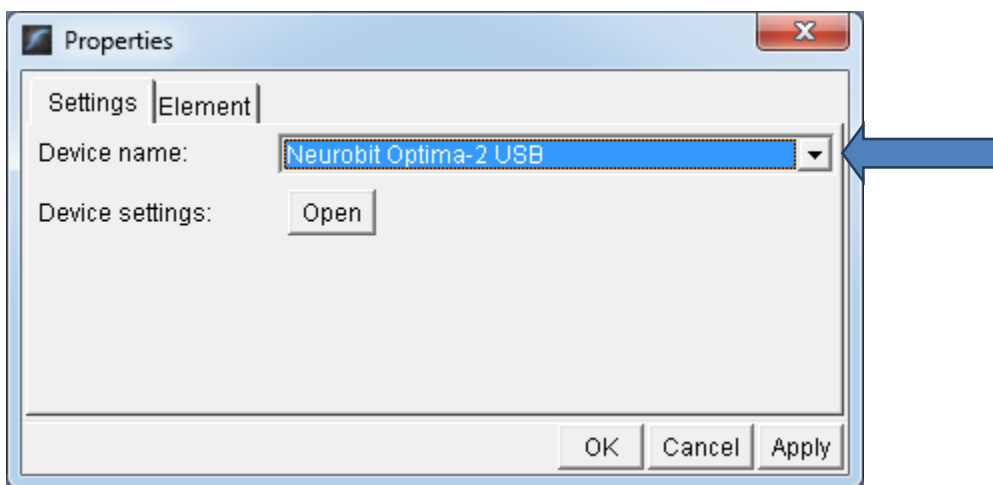 Properties
Settings Element
Device name: Neurobit Optima-2 USB
Device settings: Open
OK Cancel Apply